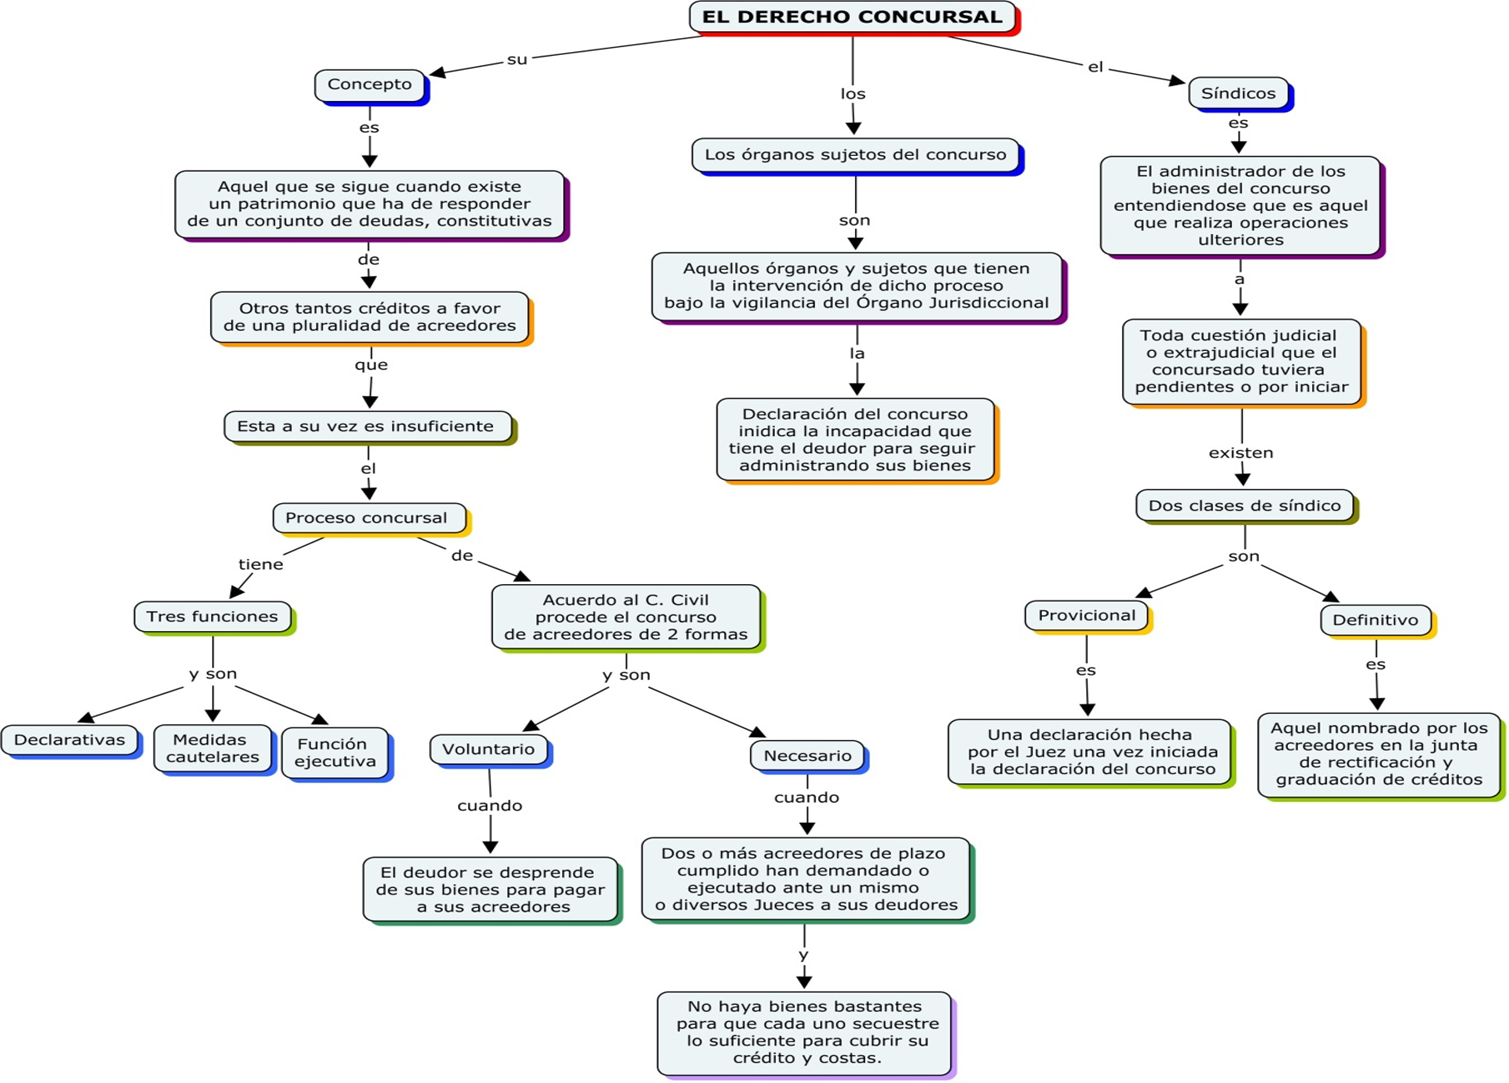 EL DERECHO CONCURSAL
su
los
el
Concepto
es
Aquel que se sigue cuando existe
un patrimonio que ha de responder
de un conjunto de deudas, constitutivas
de
Otros tantos créditos a favor
de una pluralidad de acreedores
que
Esta a su vez es insuficiente
el
Proceso concursal
tiene
de
Tres funciones
y son
Declarativas
Medidas
cautelares
Función
ejecutiva
Acuerdo al C. Civil
procede el concurso
de acreedores de 2 formas
y son
Voluntario
cuando
El deudor se desprende
de sus bienes para pagar
a sus acreedores
Necesario
cuando
Dos o más acreedores de plazo
cumplido han demandado o
ejecutado ante un mismo
o diversos Jueces a sus deudores
y
No haya bienes bastantes
para que cada uno secuestre
lo suficiente para cubrir su
crédito y costas.
Los órganos sujetos del concurso
son
Aquellos órganos y sujetos que tienen
la intervención de dicho proceso
bajo la vigilancia del Órgano Jurisdiccional
la
Declaración del concurso
inidica la incapacidad que
tiene el deudor para seguir
administrando sus bienes
Síndicos
es
El administrador de los
bienes del concurso
entendiendose que es aquel
que realiza operaciones
ulteriores
a
Toda cuestión judicial
o extrajudicial que el
concursado tuviera
pendientes o por iniciar
existen
Dos clases de síndico
son
Provicional
es
Una declaración hecha
por el Juez una vez iniciada
la declaración del concurso
Definitivo
es
Aquel nombrado por los
acreedores en la junta
de rectificación y
graduación de créditos